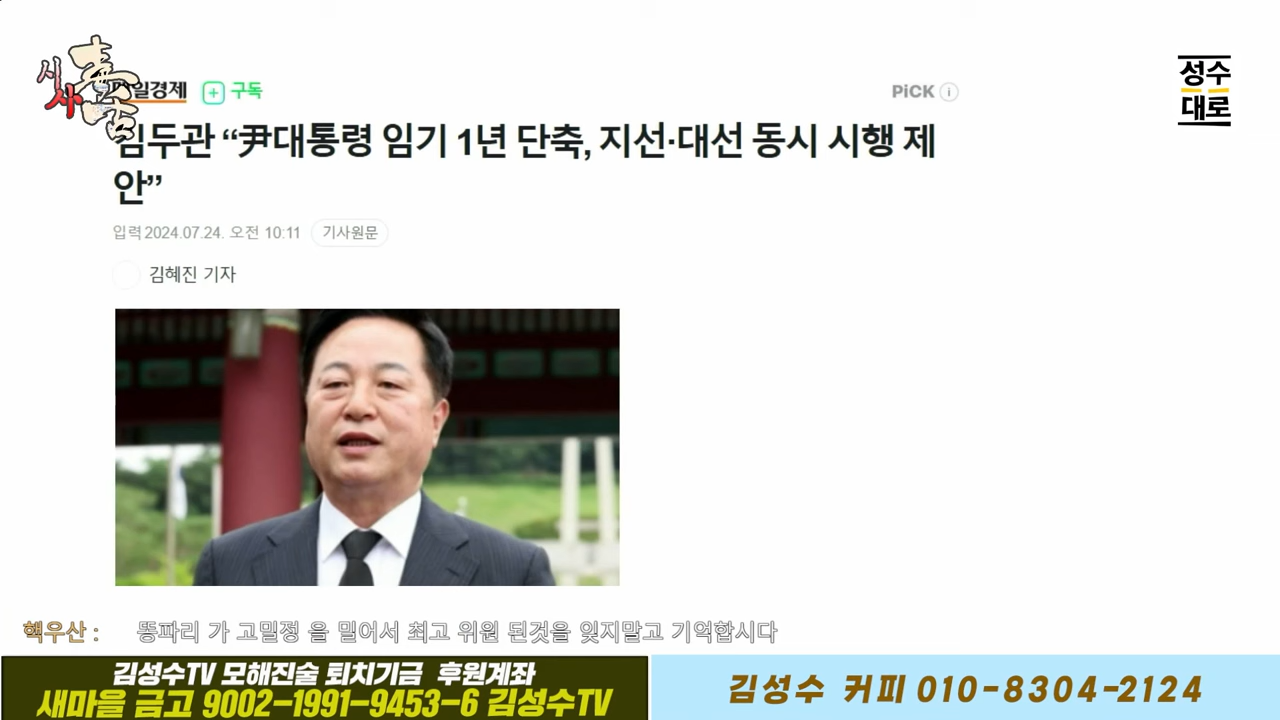 시사
일경제
구독
PiCK
성수
대로
김두관 “尹대통령 임기 1년 단축, 지선·대선 동시 시행 제
안”
입력 2024.07.24. 오전 10:11 기사원문
김혜진 기자
핵우산 : 똥파리 가 고밀정 을 밀어서 최고 위원 된것을 잊지말고 기억합시다
김성수TV 모해진술 퇴치기금 후원계좌
새마을 금고 9002-1991-9453-6 김성수TV
김성수 커피 010-8304-2124